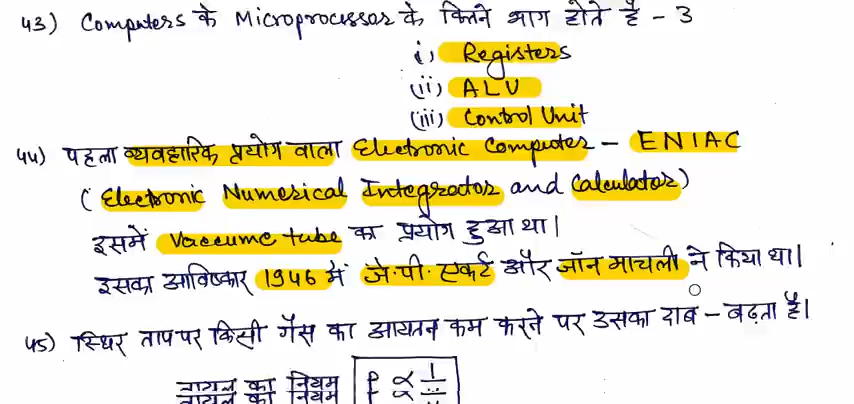 43) Computers के Microprocessor के कितने भाग होते है - 3
i) Registers
(ii) ALU
(iii) Control Unit
44) पहला व्यवहारिक प्रयोग वाला Electronic Computer - ENIAC
(Electronic Numerical Integrator and Calculator)
इसमें Vaccume tube का प्रयोग हुआ था।
इसका आविष्कार 1946 में जे.पी. एकर्ट और जॉन माचली ने किया था।
45) स्थिर ताप पर किसी गैस का आयतन कम करने पर उसका दाब - बढ़ता है।
का नियम P ∝ 1